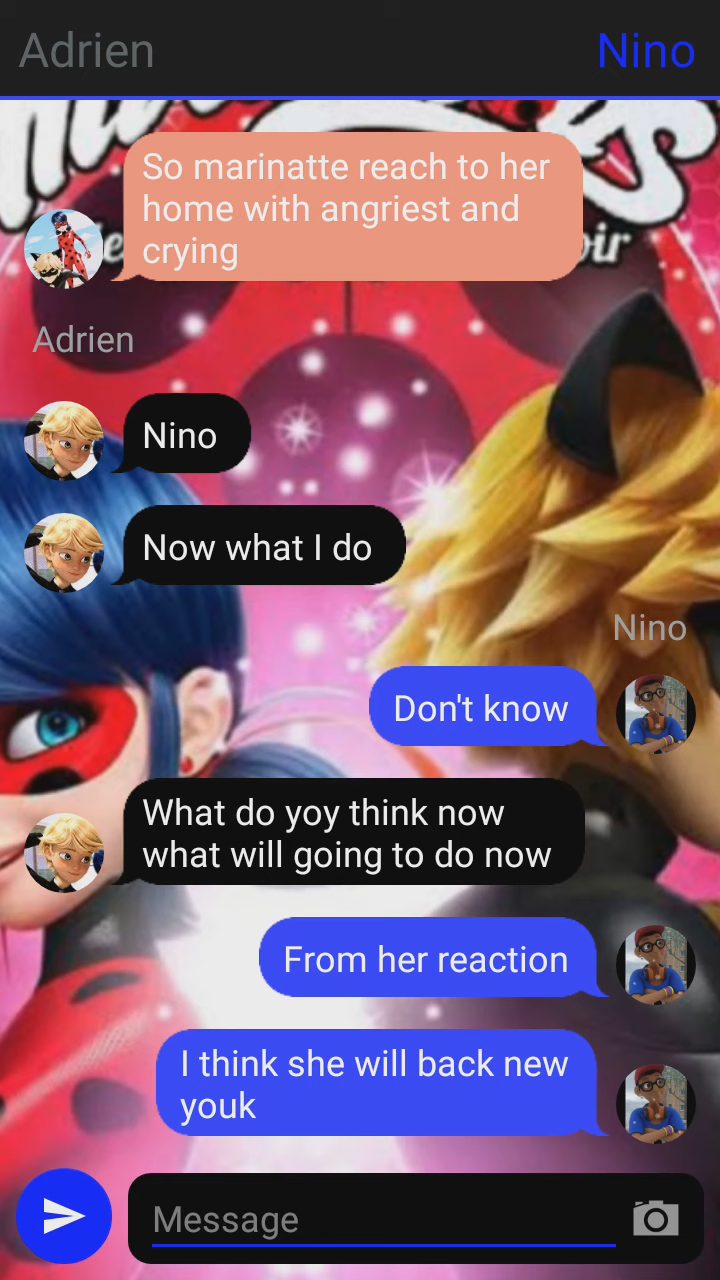 Adrien
Nino
So marinatte reach to her
home with angriest and
crying
Adrien
Nino
Now what I do
Nino
Don't know
What do yoy think now
what will going to do now
From her reaction
I think she will back new
youk
Message